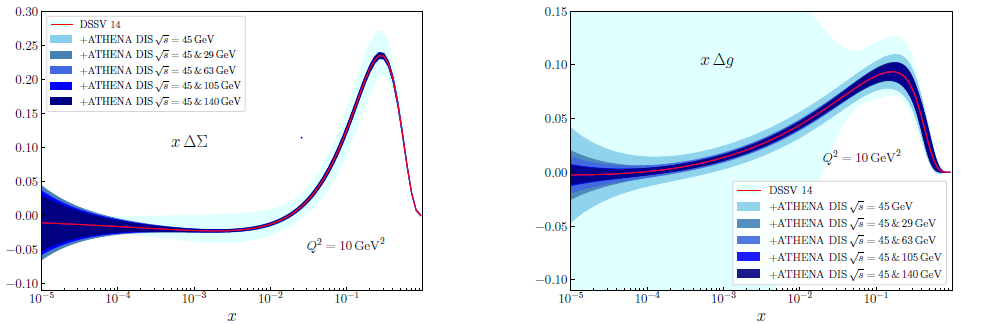 0.30
0.25
0.20
0.15
0.10
0.05
0.00
−0.05
−0.10
DSSV 14
+ATHENA DIS √s = 45 GeV
+ATHENA DIS √s = 45 & 29 GeV
+ATHENA DIS √s = 45 & 63 GeV
+ATHENA DIS √s = 45 & 105 GeV
+ATHENA DIS √s = 45 & 140 GeV
x ΔΣ
Q² = 10 GeV²
10⁻⁵ 10⁻⁴ 10⁻³ 10⁻² 10⁻¹
x
0.15
0.10
0.05
0.00
−0.05
−0.10
x Δg
Q² = 10 GeV²
DSSV 14
+ATHENA DIS √s = 45 GeV
+ATHENA DIS √s = 45 & 29 GeV
+ATHENA DIS √s = 45 & 63 GeV
+ATHENA DIS √s = 45 & 105 GeV
+ATHENA DIS √s = 45 & 140 GeV
10⁻⁵ 10⁻⁴ 10⁻³ 10⁻² 10⁻¹
x